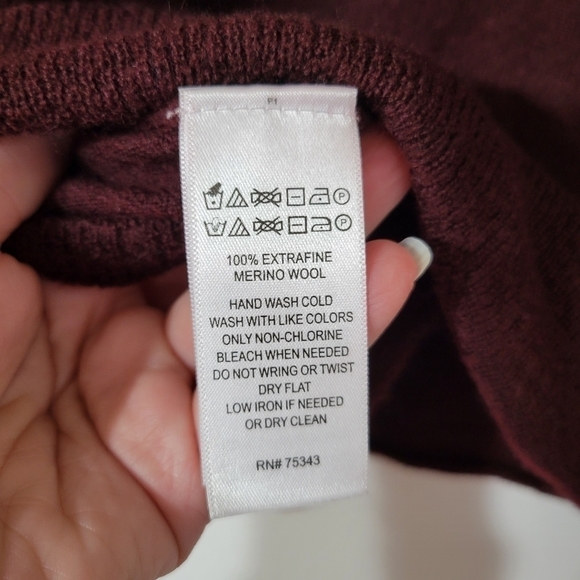 P P
100% EXTRAFINE
MERINO WOOL
HAND WASH COLD
WASH WITH LIKE COLORS
ONLY NON-CHLORINE
BLEACH WHEN NEEDED
DO NOT WRING OR TWIST
DRY FLAT
LOW IRON IF NEEDED
OR DRY CLEAN
RN# 75343